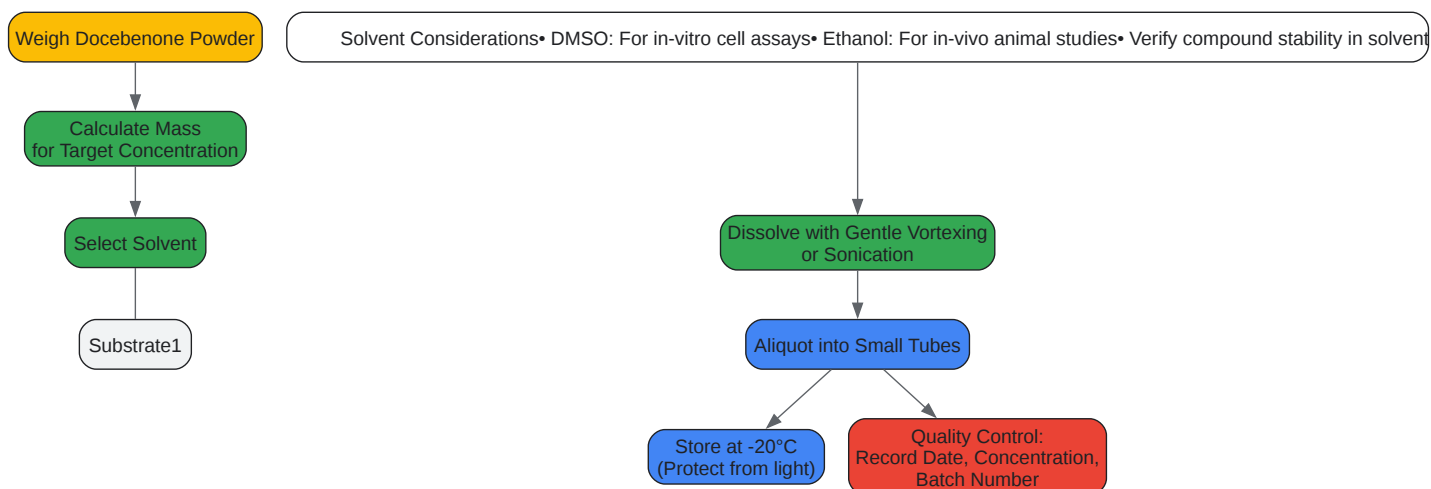 Weigh Docebenone Powder
Solvent Considerations• DMSO: For in-vitro cell assays• Ethanol: For in-vivo animal studies• Verify compound stability in solvent
Calculate Mass
for Target Concentration
Select Solvent
Dissolve with Gentle Vortexing
or Sonication
Substrate1
Aliquot into Small Tubes
Store at -20°C
(Protect from light)
Quality Control:
Record Date, Concentration,
Batch Number